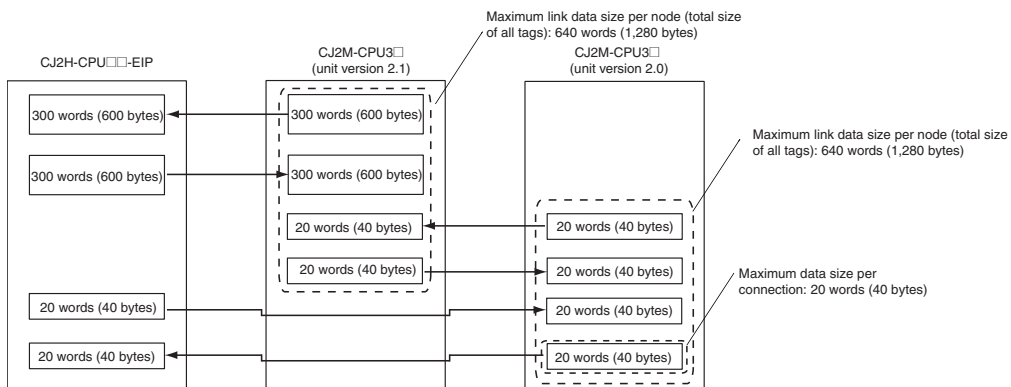 Maximum link data size per node (total size
of all tags): 640 words (1,280 bytes)
CJ2H-CPU□□-EIP
CJ2M-CPU3□
(unit version 2.1)
CJ2M-CPU3□
(unit version 2.0)
300 words (600 bytes)
300 words (600 bytes)
Maximum link data size per node (total size
of all tags): 640 words (1,280 bytes)
300 words (600 bytes)
300 words (600 bytes)
20 words (40 bytes)
20 words (40 bytes)
20 words (40 bytes)
20 words (40 bytes)
Maximum data size per
connection: 20 words (40 bytes)
20 words (40 bytes)
20 words (40 bytes)
20 words (40 bytes)
20 words (40 bytes)